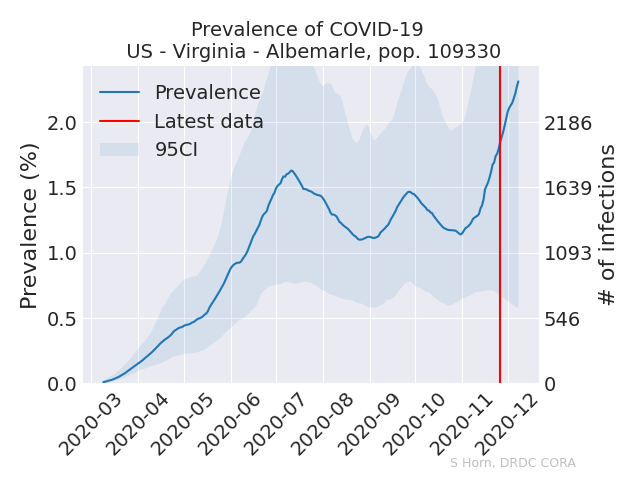 Prevalence of COVID-19
US - Virginia - Albemarle, pop. 109330
Prevalence
Latest data
95CI
Prevalence (%)
2.0
1.5
1.0
0.5
0.0
# of infections
2186
1639
1093
546
0
2020-03
2020-04
2020-05
2020-06
2020-07
2020-08
2020-09
2020-10
2020-11
2020-12
S Horn, DRDC CORA